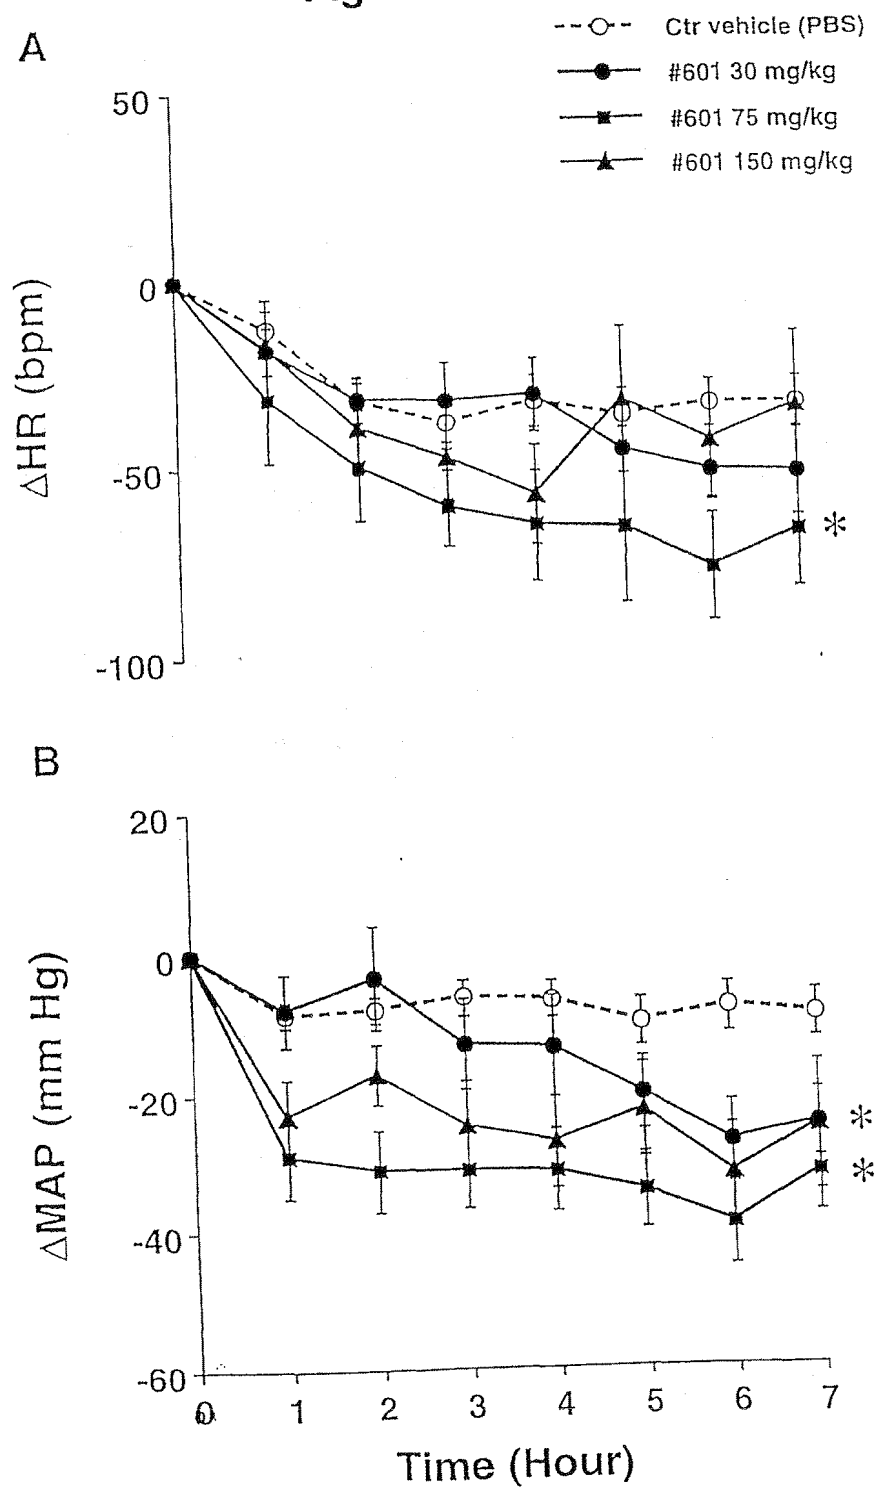 A
Ctr vehicle (PBS)
#601 30 mg/kg
#601 75 mg/kg
#601 150 mg/kg
50
0
-50
-100
ΔHR (bpm)
*
B
20
0
-20
-40
-60
ΔMAP (mm Hg)
*
*
0 1 2 3 4 5 6 7
Time (Hour)